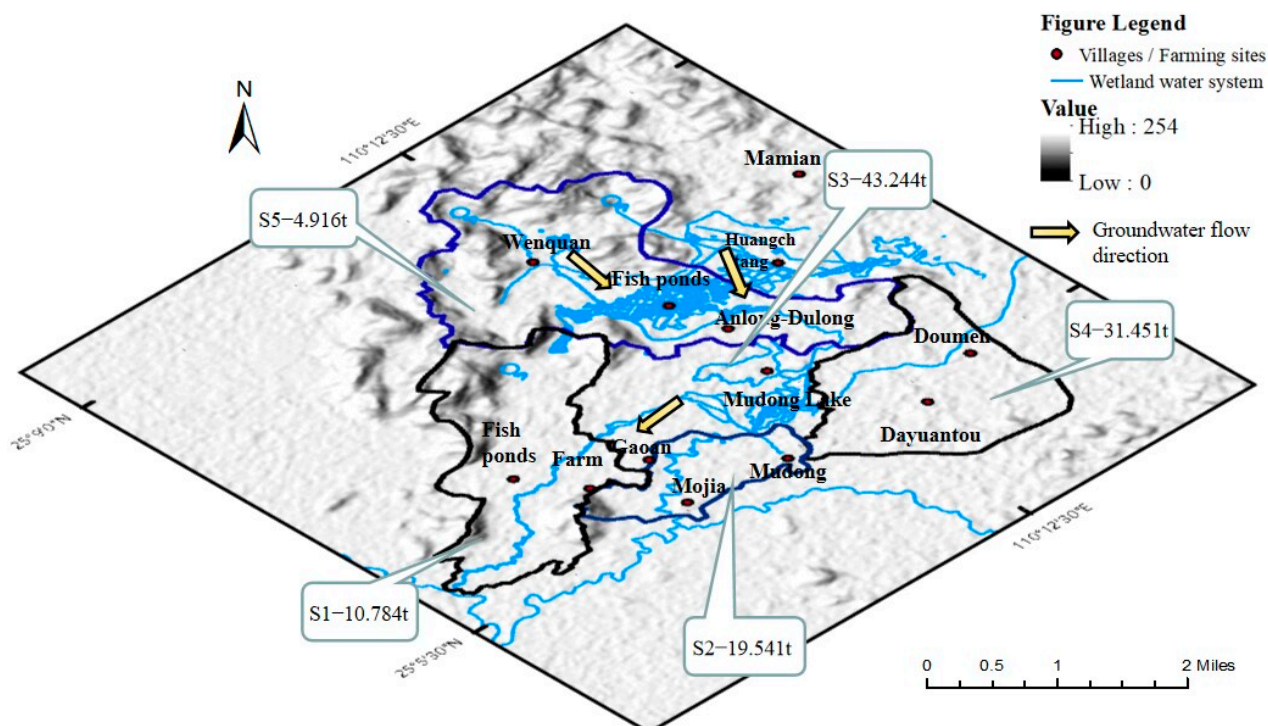 Figure Legend
Villages / Farming sites
Wetland water system
Value
High : 254
Low : 0
Groundwater flow
direction
N
110°12'30"E
Mamian
S3−43.244t
S5−4.916t
Wenquan
Huangch
tang
Fish ponds
Anlong-Dulong
Doumen
S4−31.451t
Mudong Lake
25°9'0"N
Dayuantou
Fish
ponds
Farm
Gaoan
Mudong
Mojia
110°12'30"E
S1−10.784t
S2−19.541t
25°5'30"N
0 0.5 1 2 Miles